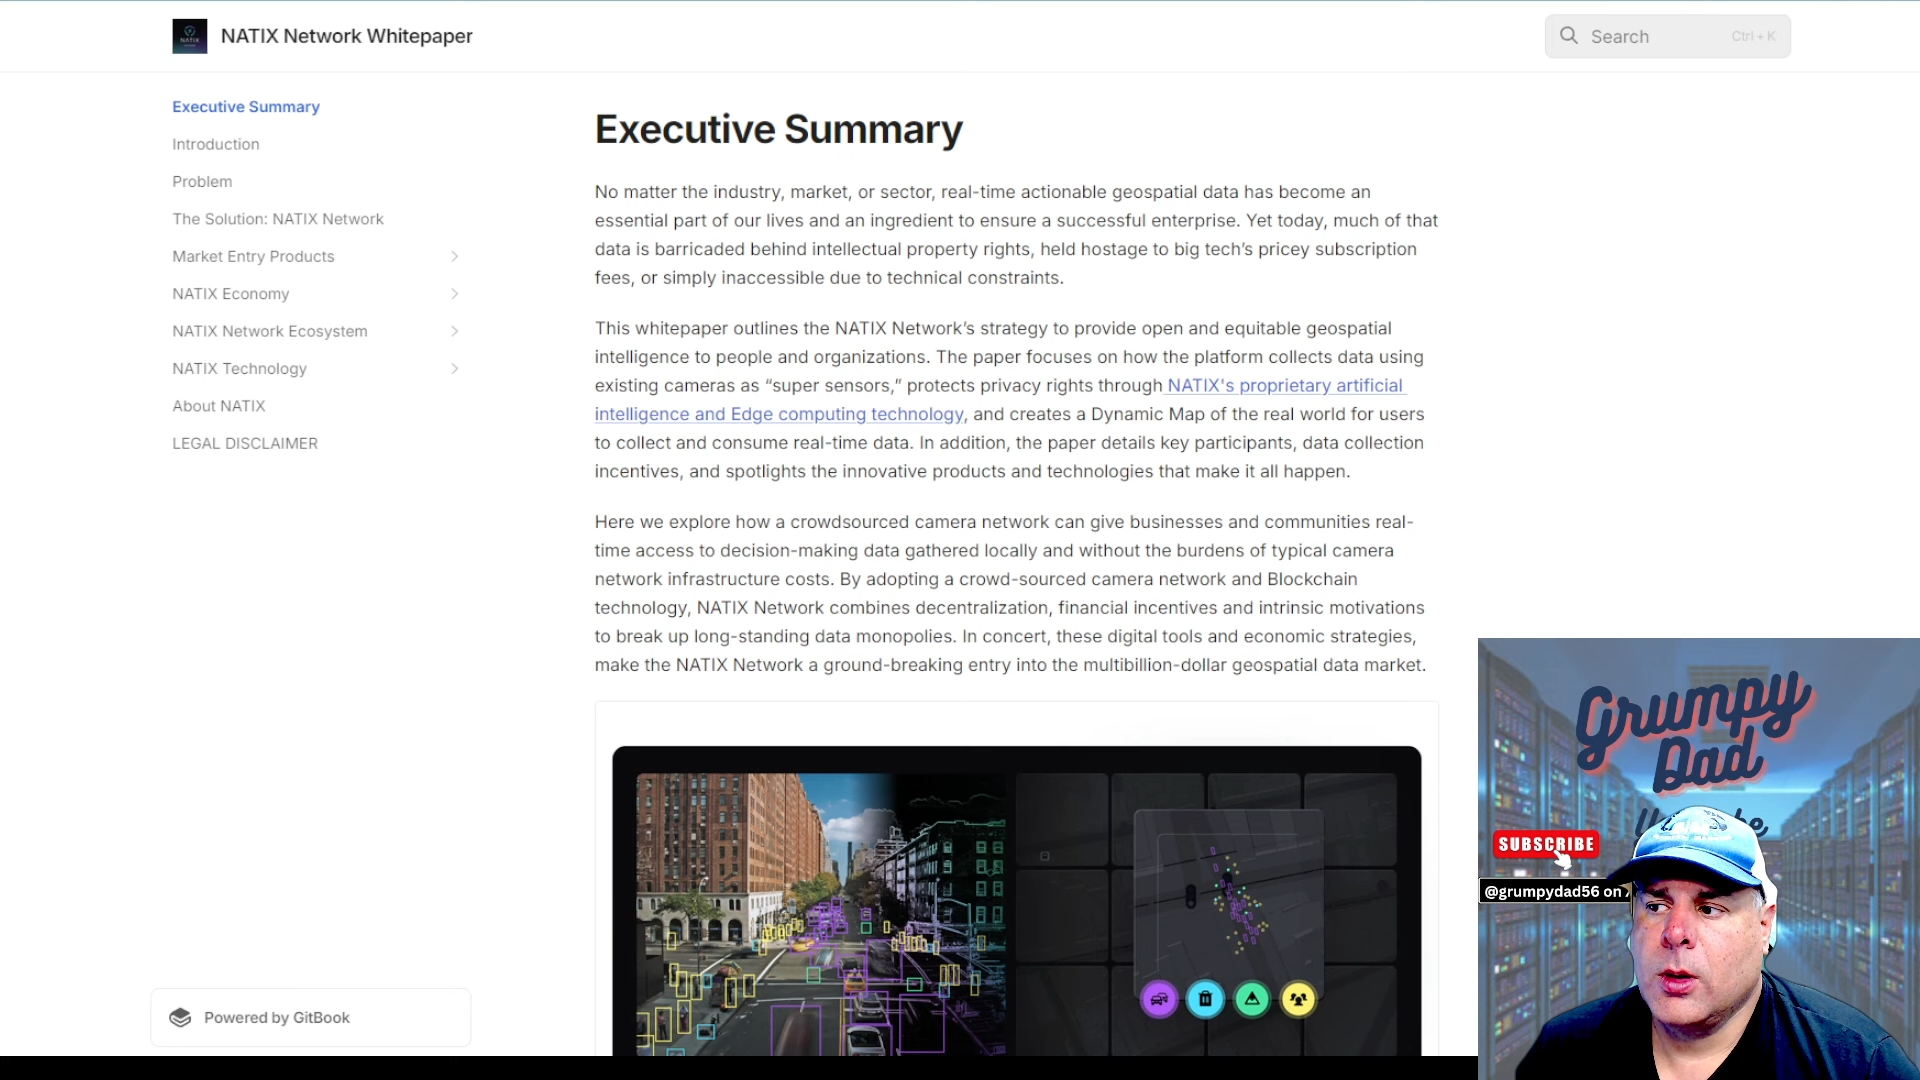 NATIX Network Whitepaper
Search
Ctrl + K
Executive Summary
Introduction
Problem
The Solution: NATIX Network
Market Entry Products
NATIX Economy
NATIX Network Ecosystem
NATIX Technology
About NATIX
LEGAL DISCLAIMER
Powered by GitBook
Executive Summary
No matter the industry, market, or sector, real-time actionable geospatial data has become an
essential part of our lives and an ingredient to ensure a successful enterprise. Yet today, much of that
data is barricaded behind intellectual property rights, held hostage to big tech’s pricey subscription
fees, or simply inaccessible due to technical constraints.
This whitepaper outlines the NATIX Network’s strategy to provide open and equitable geospatial
intelligence to people and organizations. The paper focuses on how the platform collects data using
existing cameras as “super sensors,” protects privacy rights through NATIX's proprietary artificial
intelligence and Edge computing technology, and creates a Dynamic Map of the real world for users
to collect and consume real-time data. In addition, the paper details key participants, data collection
incentives, and spotlights the innovative products and technologies that make it all happen.
Here we explore how a crowdsourced camera network can give businesses and communities real-
time access to decision-making data gathered locally and without the burdens of typical camera
network infrastructure costs. By adopting a crowd-sourced camera network and Blockchain
technology, NATIX Network combines decentralization, financial incentives and intrinsic motivations
to break up long-standing data monopolies. In concert, these digital tools and economic strategies,
make the NATIX Network a ground-breaking entry into the multibillion-dollar geospatial data market.
Grumpy
Dad
SUBSCRIBE
@grumpydad56 on